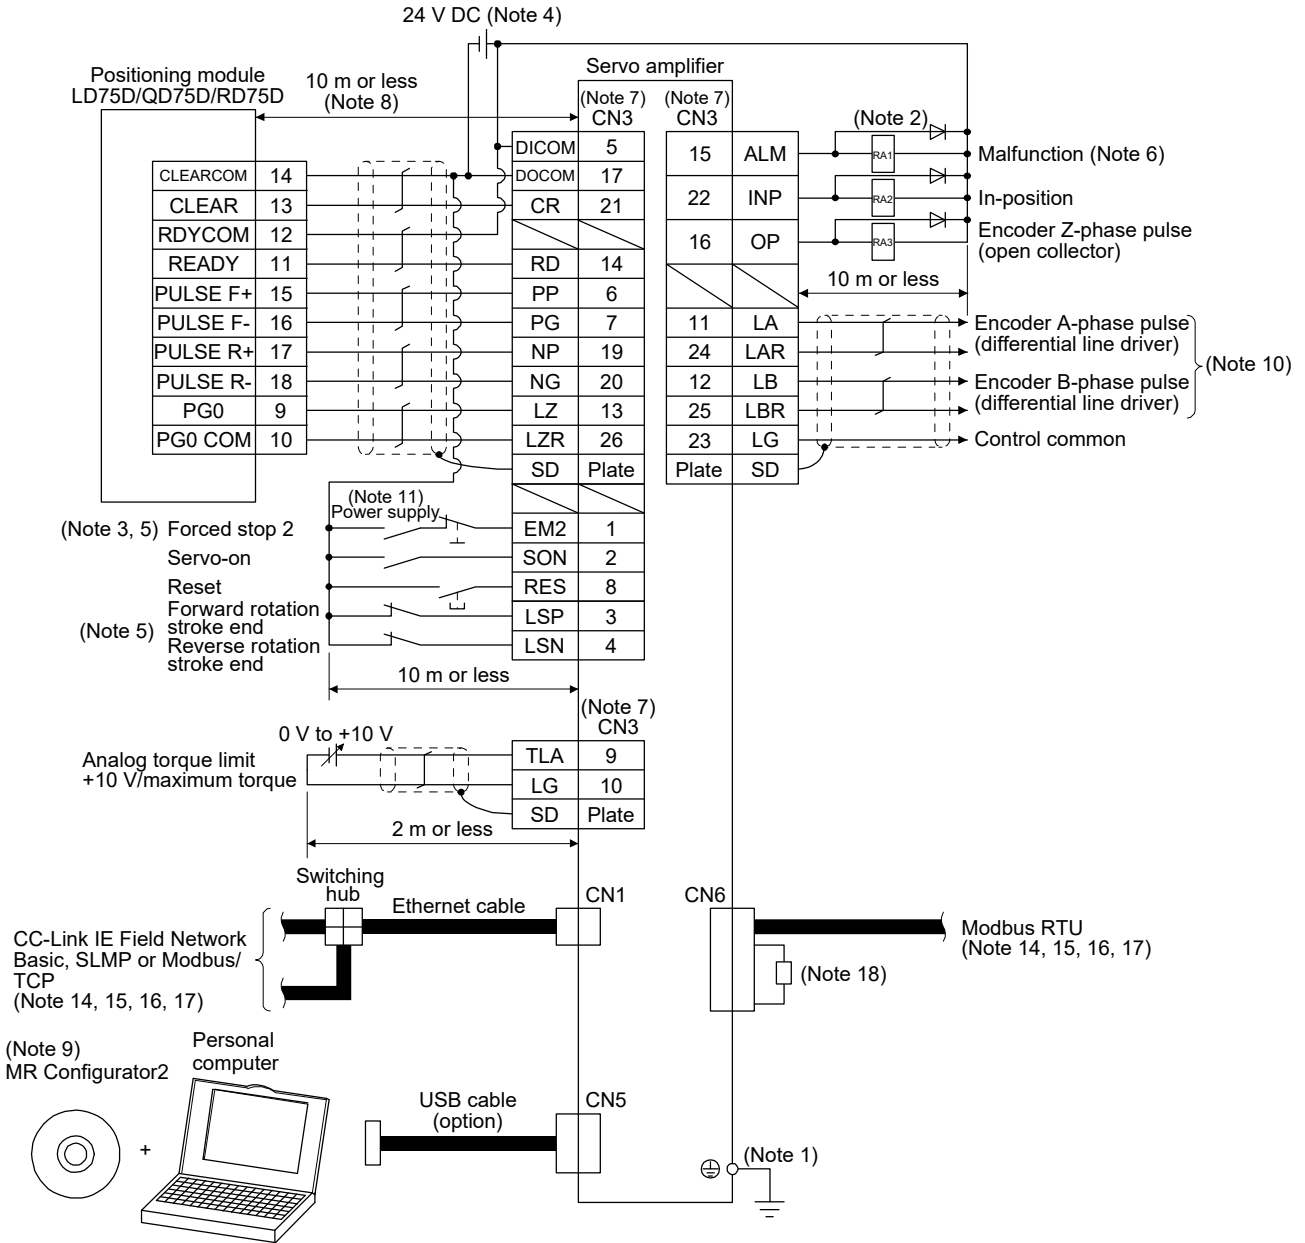 24 V DC (Note 4)
Positioning module
LD75D/QD75D/RD75D
10 m or less
(Note 8)
Servo amplifier
(Note 7)
CN3
(Note 7)
CN3
CLEARCOM 14
CLEAR 13
RDYCOM 12
READY 11
PULSE F+ 15
PULSE F- 16
PULSE R+ 17
PULSE R- 18
PG0 9
PG0 COM 10
DICOM 5
DOCOM 17
CR 21
RD 14
PP 6
PG 7
NP 19
NG 20
LZ 13
LZR 26
SD Plate
15 ALM
22 INP
16 OP
11 LA
24 LAR
12 LB
25 LBR
23 LG
Plate SD
(Note 2)
RA1
RA2
RA3
Malfunction (Note 6)
In-position
Encoder Z-phase pulse
(open collector)
10 m or less
Encoder A-phase pulse
(differential line driver)
Encoder B-phase pulse
(differential line driver)
(Note 10)
Control common
(Note 11)
Power supply
(Note 3, 5) Forced stop 2
Servo-on
Reset
(Note 5)
Forward rotation
stroke end
Reverse rotation
stroke end
EM2 1
SON 2
RES 8
LSP 3
LSN 4
10 m or less
(Note 7)
CN3
0 V to +10 V
Analog torque limit
+10 V/maximum torque
TLA 9
LG 10
SD Plate
2 m or less
Switching
hub
Ethernet cable
CN1
CN6
CC-Link IE Field Network
Basic, SLMP or Modbus/
TCP
(Note 14, 15, 16, 17)
Modbus RTU
(Note 14, 15, 16, 17)
(Note 18)
(Note 9)
MR Configurator2
+
Personal
computer
USB cable
(option)
CN5
(Note 1)